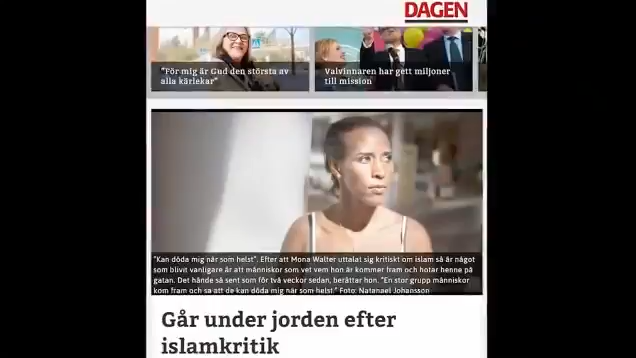 DAGEN
"För mig är Gud den största av
alla kärlekar"
Valvinnaren har gett miljoner
till mission
"Kan döda mig när som helst". Efter att Mona Walter uttalat sig kritiskt om islam så är något
som blivit vanligare är att människor som vet vem hon är kommer fram och hotar henne på
gatan. Det hände så sent som för två veckor sedan, berättar hon. "En stor grupp människor
kom fram och sa att de kan döda mig när som helst." Foto: Natanael Johansson
Går under jorden efter
islamkritik